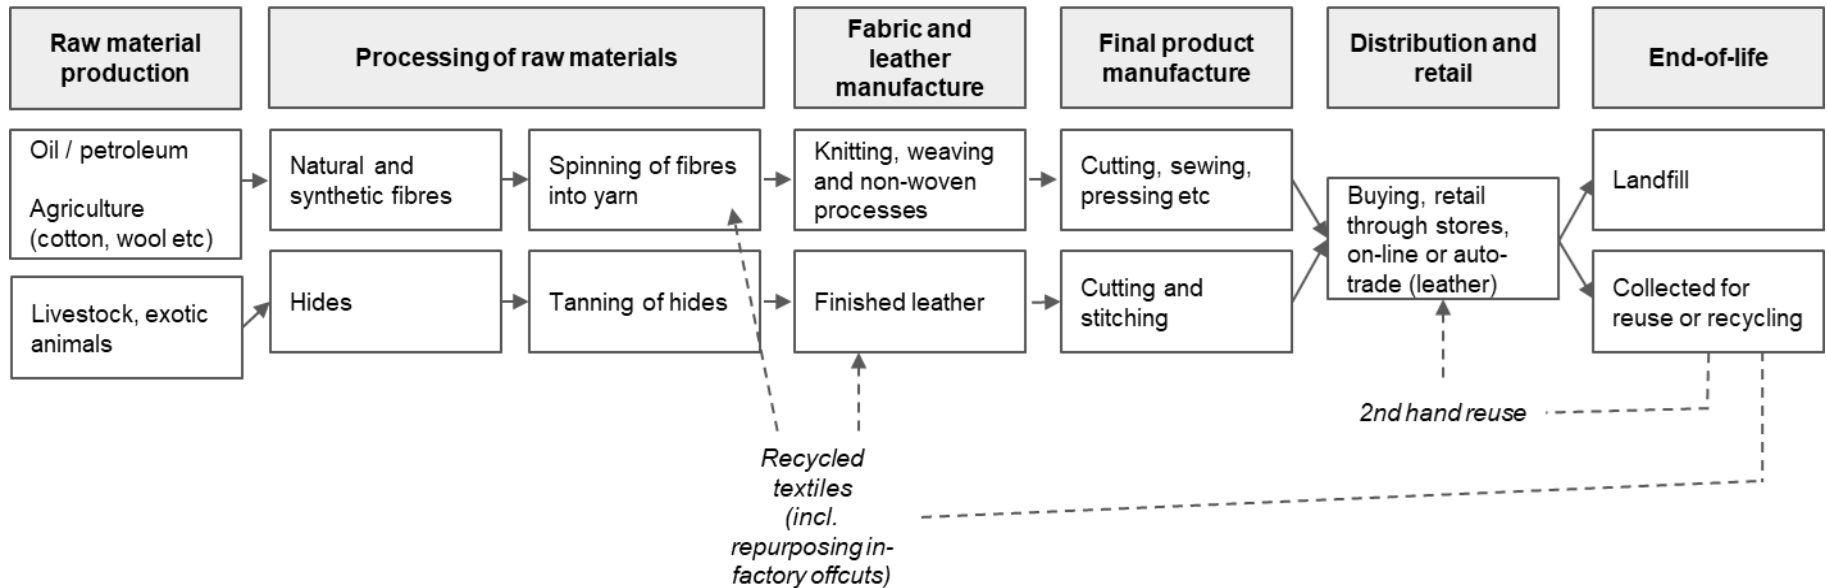 Raw material
production
Processing of raw materials
Fabric and
leather
manufacture
Final product
manufacture
Distribution and
retail
End-of-life
Oil / petroleum
Agriculture
(cotton, wool etc)
Natural and
synthetic fibres
Spinning of fibres
into yarn
Knitting, weaving
and non-woven
processes
Cutting, sewing,
pressing etc
Buying, retail
through stores,
on-line or auto-
trade (leather)
Landfill
Livestock, exotic
animals
Hides
Tanning of hides
Finished leather
Cutting and
stitching
Collected for
reuse or recycling
2nd hand reuse
Recycled
textiles
(incl.
repurposing in-
factory offcuts)